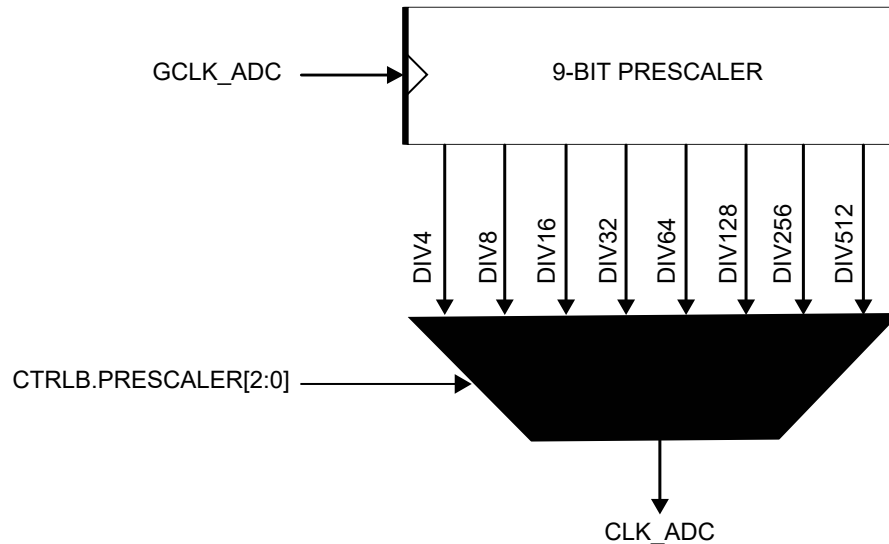 GCLK_ADC
9-BIT PRESCALER
DIV4
DIV8
DIV16
DIV32
DIV64
DIV128
DIV256
DIV512
CTRLB.PRESCALER[2:0]
CLK_ADC